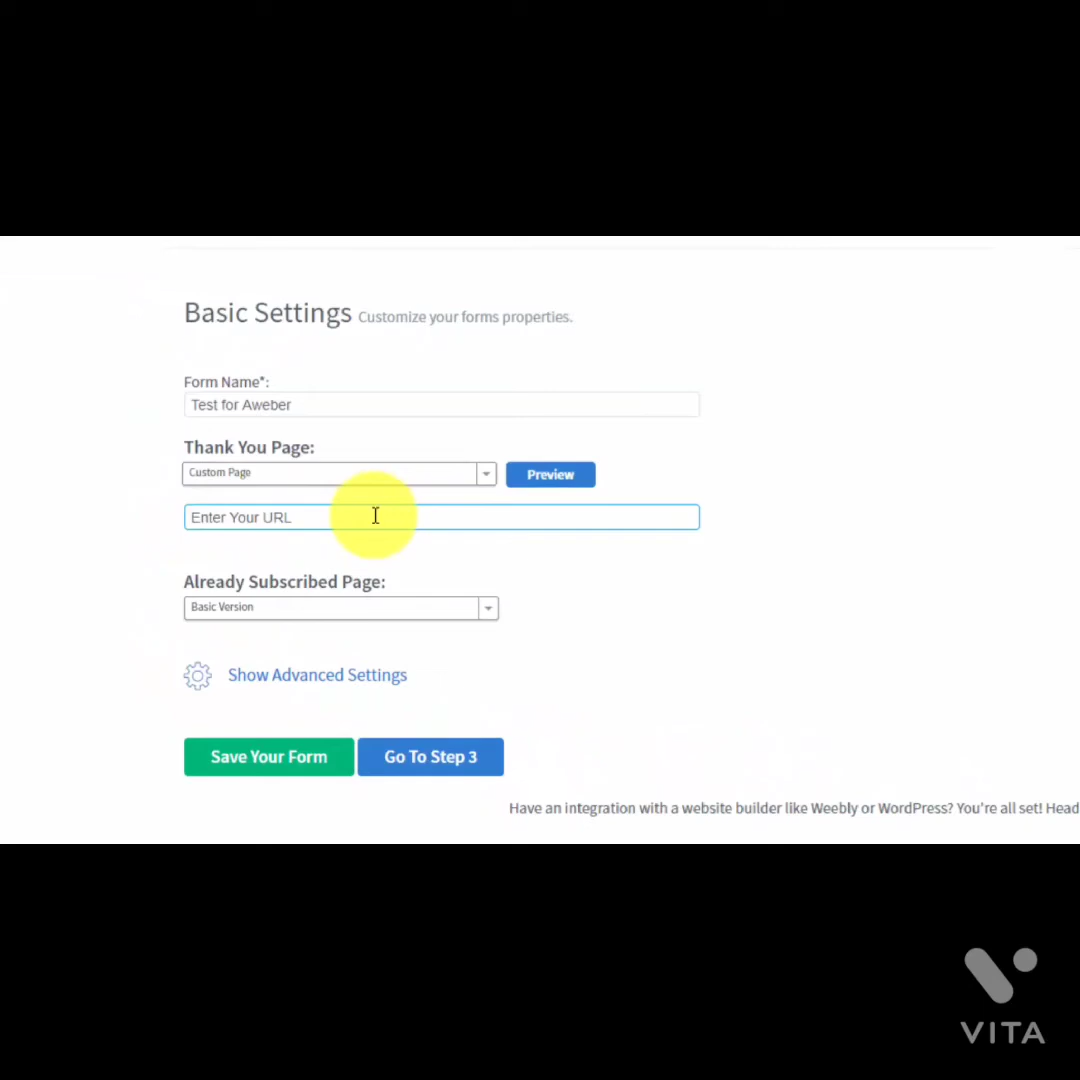 Basic Settings Customize your forms properties.
Form Name*:
Test for Aweber
Thank You Page:
Custom Page
Preview
Enter Your URL
Already Subscribed Page:
Basic Version
Show Advanced Settings
Save Your Form Go To Step 3
Have an integration with a website builder like Weebly or WordPress? You're all set! Head
VITA